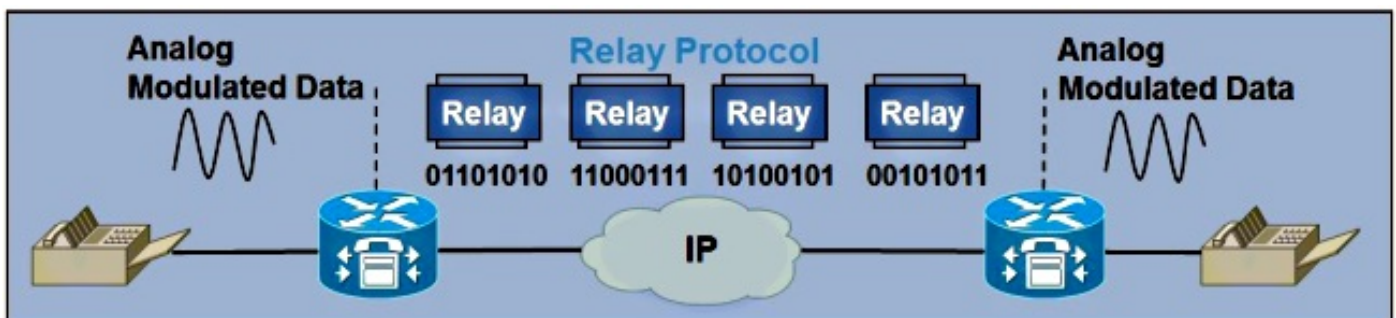 Analog
Modulated Data
Relay Protocol
Analog
Modulated Data
Relay Relay Relay Relay
01101010 11000111 10100101 00101011
IP